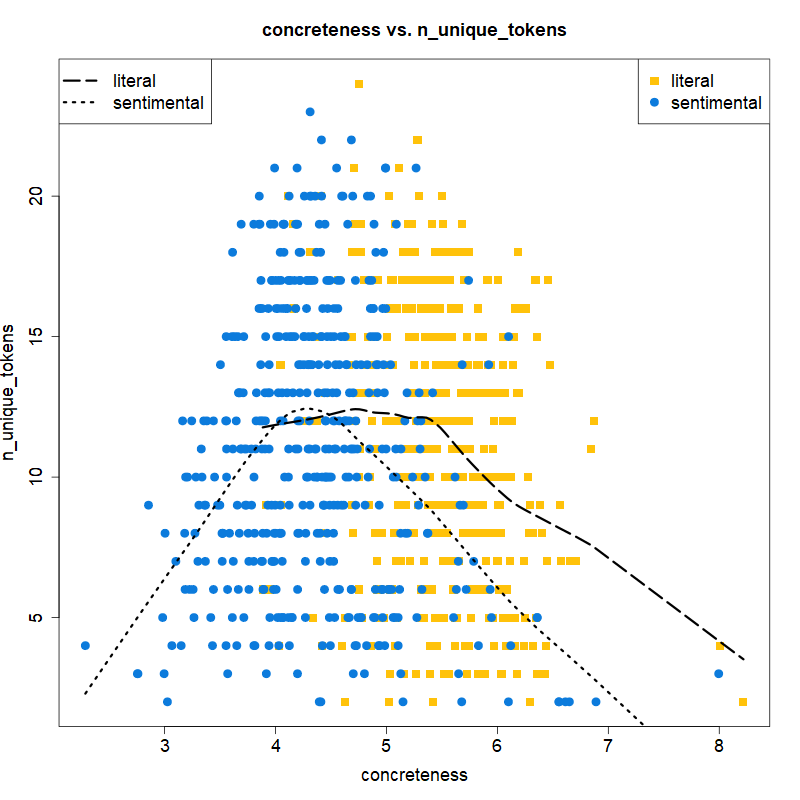 concreteness vs. n_unique_tokens
literal
sentimental
literal
sentimental
n_unique_tokens
20
15
10
5
3 4 5 6 7 8
concreteness